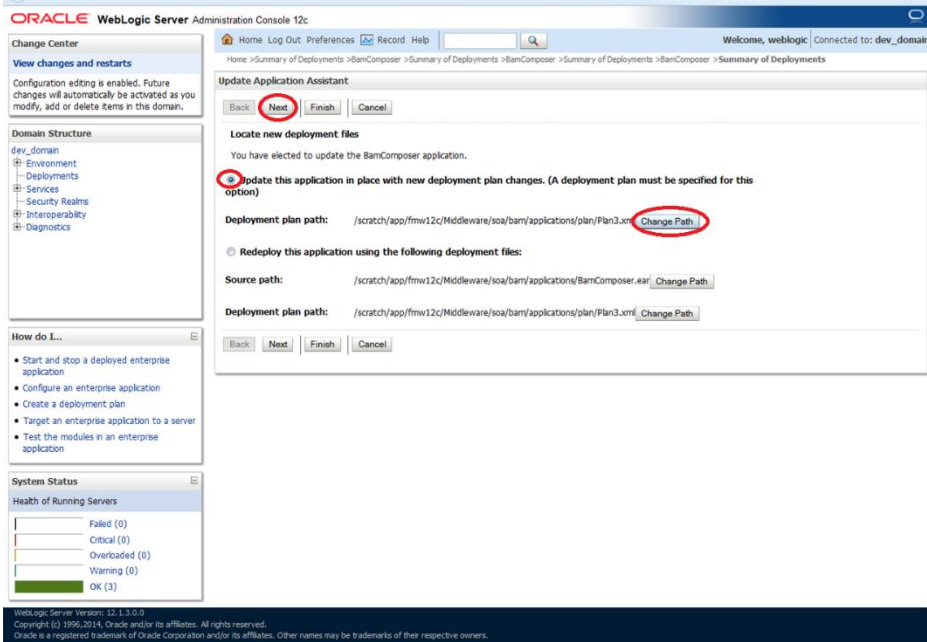 ORACLE WebLogic Server Administration Console 12c
Change Center
View changes and restarts
Configuration editing is enabled. Future
changes will automatically be activated as you
modify, add or delete items in this domain.
Domain Structure
dev_domain
Environment
Deployments
Services
Security Realms
Interoperability
Diagnostics
How do I...
Start and stop a deployed enterprise
application
Configure an enterprise application
Create a deployment plan
Target an enterprise application to a server
Test the modules in an enterprise
application
System Status
Health of Running Servers
Failed (0)
Critical (0)
Overloaded (0)
Warning (0)
OK (3)
Home Log Out Preferences Record Help
Welcome, weblogic Connected to: dev_domain
Home >Summary of Deployments >BamComposer >Summary of Deployments >BamComposer >Summary of Deployments >BamComposer >Summary of Deployments
Update Application Assistant
Back Next Finish Cancel
Locate new deployment files
You have elected to update the BamComposer application.
Update this application in place with new deployment plan changes. (A deployment plan must be specified for this
option)
Deployment plan path: /scratch/app/fmw12c/Middleware/soa/bam/applications/plan/Plan3.xml Change Path
Redeploy this application using the following deployment files:
Source path: /scratch/app/fmw12c/Middleware/soa/bam/applications/BamComposer.ear Change Path
Deployment plan path: /scratch/app/fmw12c/Middleware/soa/bam/applications/plan/Plan3.xml Change Path
Back Next Finish Cancel
WebLogic Server Version: 12.1.3.0.0
Copyright (c) 1996,2014, Oracle and/or its affiliates. All rights reserved.
Oracle is a registered trademark of Oracle Corporation and/or its affiliates. Other names may be trademarks of their respective owners.